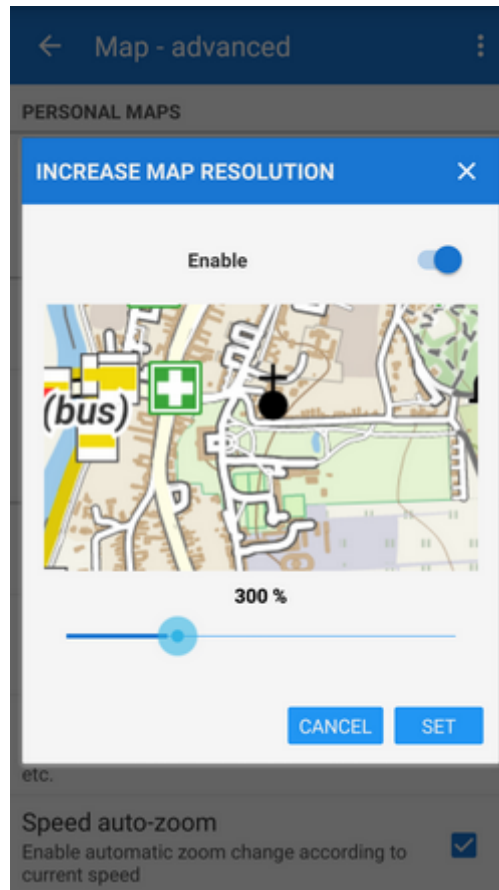 Map - advanced
PERSONAL MAPS
INCREASE MAP RESOLUTION
Enable
(bus)
300 %
CANCEL SET
etc.
Speed auto-zoom
Enable automatic zoom change according to
current speed